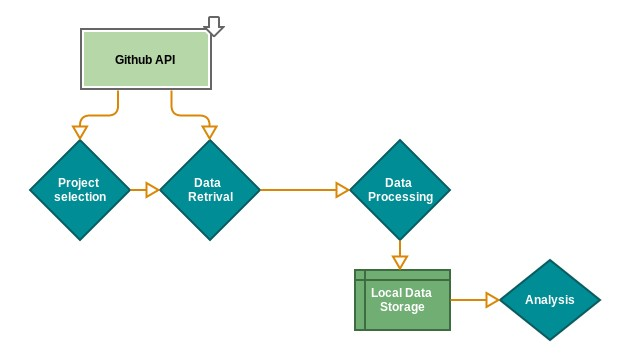 Github API
Project
selection
Data
Retrival
Data
Processing
Local Data
Storage
Analysis